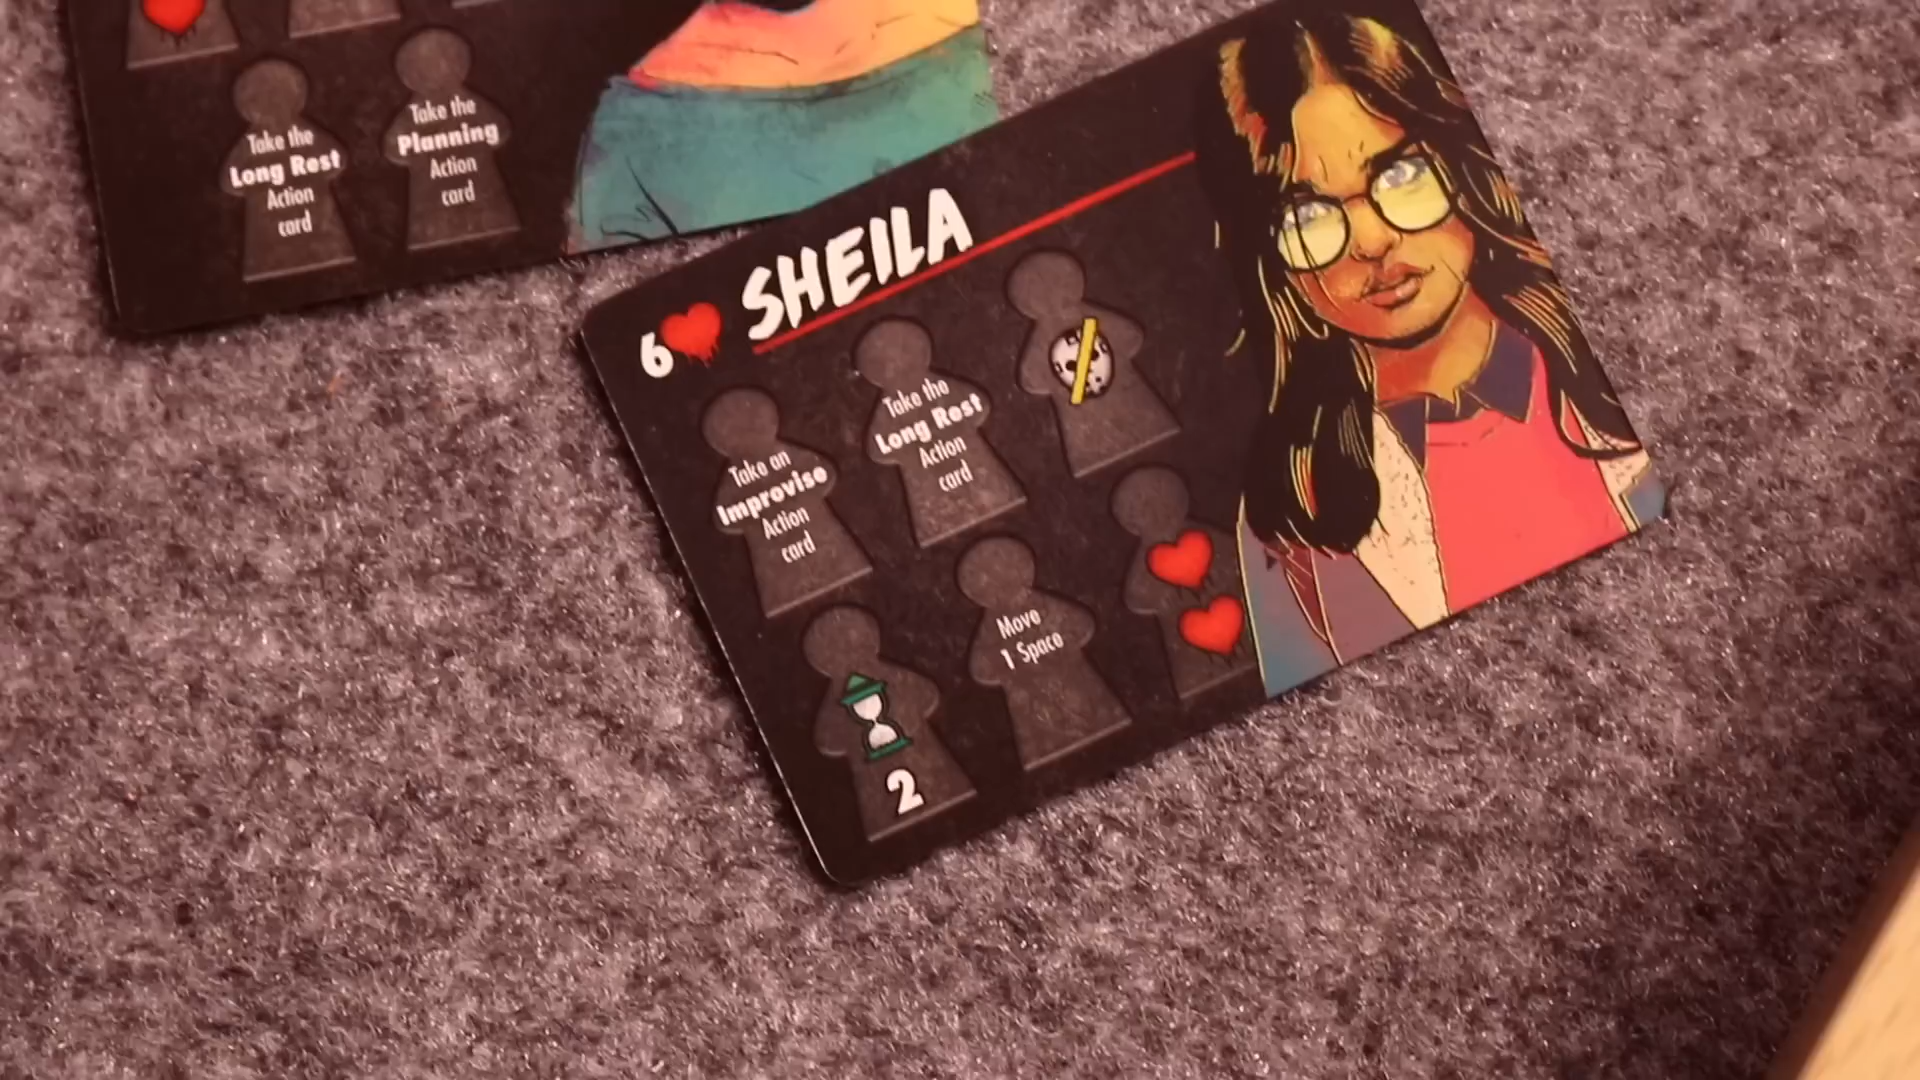 Take the
Long Rest
Action
card
Take the
Planning
Action
card
SHEILA
6
Take an
Improvise
Action
card
Take the
Long Rest
Action
card
2
Move
1 Space